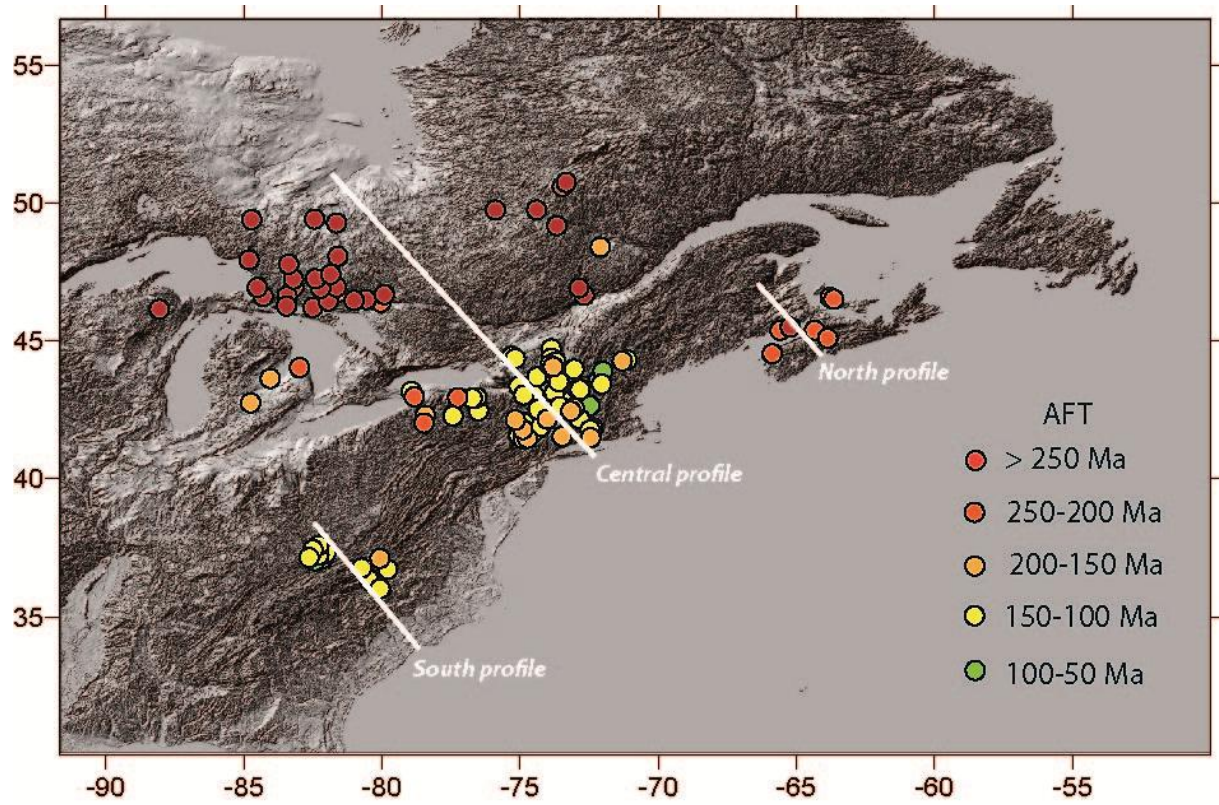 55
50
45
40
35
-90
-85
-80
-75
-70
-65
-60
-55
North profile
Central profile
South profile
AFT
> 250 Ma
250-200 Ma
200-150 Ma
150-100 Ma
100-50 Ma